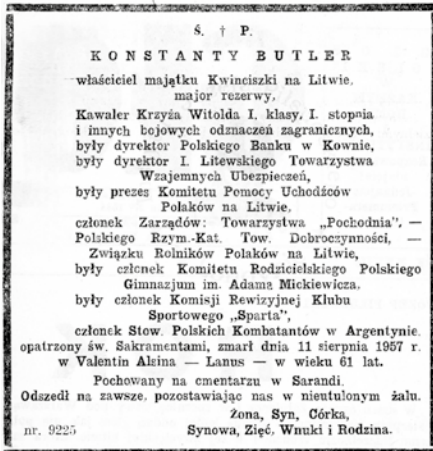 Ś. † P.
KONSTANTY BUTLER
właściciel majątku Kwinciszki na Litwie,
major rezerwy,
Kawaler Krzyża Witolda I, klasy, I. stopnia
i innych bojowych odznaczeń zagranicznych,
były dyrektor Polskiego Banku w Kownie,
były dyrektor I. Litewskiego Towarzystwa
Wzajemnych Ubezpieczeń,
były prezes Komitetu Pomocy Uchodźców
Polaków na Litwie,
członek Zarządów: Towarzystwa „Pochodnia”, —
Polskiego Rzym.-Kat. Tow. Dobroczynności, —
Związku Rolników Polaków na Litwie,
były członek Komitetu Rodzicielskiego Polskiego
Gimnazjum im. Adama Mickiewicza,
były członek Komisji Rewizyjnej Klubu
Sportowego „Sparta”,
członek Stow. Polskich Kombatantów w Argentynie.
opatrzony św. Sakramentami, zmarł dnia 11 sierpnia 1957 r.
w Valentin Alsina — Lanus — w wieku 61 lat.
Pochowany na cmentarzu w Sarandi.
Odszedł na zawsze, pozostawiając nas w nieutulonym żalu.
Żona, Syn, Córka,
nr. 9225 Synowa, Zięć, Wnuki i Rodzina.